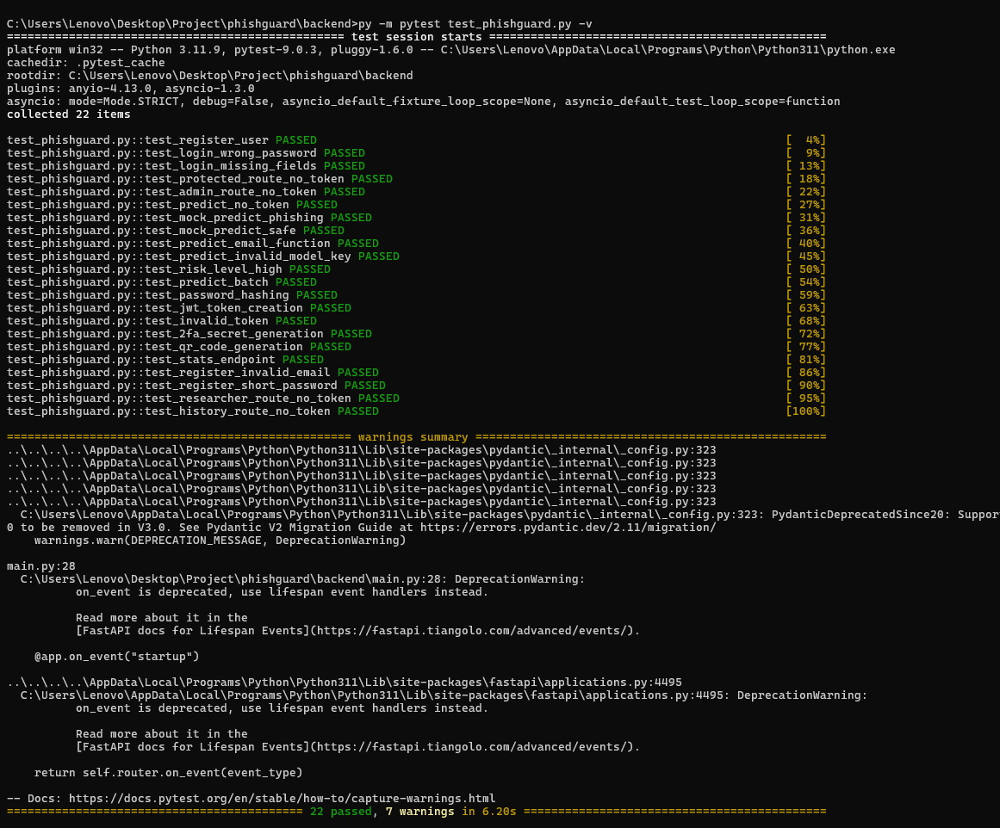 C:\Users\Lenovo\Desktop\Project\phishguard\backend>py -m pytest test_phishguard.py -v
================================================= test session starts =================================================
platform win32 -- Python 3.11.9, pytest-9.0.3, pluggy-1.6.0 -- C:\Users\Lenovo\AppData\Local\Programs\Python\Python311\python.exe
cachedir: .pytest_cache
rootdir: C:\Users\Lenovo\Desktop\Project\phishguard\backend
plugins: anyio-4.13.0, asyncio-1.3.0
asyncio: mode=Mode.STRICT, debug=False, asyncio_default_fixture_loop_scope=None, asyncio_default_test_loop_scope=function
collected 22 items

test_phishguard.py::test_register_user PASSED [  4%]
test_phishguard.py::test_login_wrong_password PASSED [  9%]
test_phishguard.py::test_login_missing_fields PASSED [ 13%]
test_phishguard.py::test_protected_route_no_token PASSED [ 18%]
test_phishguard.py::test_admin_route_no_token PASSED [ 22%]
test_phishguard.py::test_predict_no_token PASSED [ 27%]
test_phishguard.py::test_mock_predict_phishing PASSED [ 31%]
test_phishguard.py::test_mock_predict_safe PASSED [ 36%]
test_phishguard.py::test_predict_email_function PASSED [ 40%]
test_phishguard.py::test_predict_invalid_model_key PASSED [ 45%]
test_phishguard.py::test_risk_level_high PASSED [ 50%]
test_phishguard.py::test_predict_batch PASSED [ 54%]
test_phishguard.py::test_password_hashing PASSED [ 59%]
test_phishguard.py::test_jwt_token_creation PASSED [ 63%]
test_phishguard.py::test_invalid_token PASSED [ 68%]
test_phishguard.py::test_2fa_secret_generation PASSED [ 72%]
test_phishguard.py::test_qr_code_generation PASSED [ 77%]
test_phishguard.py::test_stats_endpoint PASSED [ 81%]
test_phishguard.py::test_register_invalid_email PASSED [ 86%]
test_phishguard.py::test_register_short_password PASSED [ 90%]
test_phishguard.py::test_researcher_route_no_token PASSED [ 95%]
test_phishguard.py::test_history_route_no_token PASSED [100%]

================================================== warnings summary ===================================================
..\..\..\..\AppData\Local\Programs\Python\Python311\Lib\site-packages\pydantic\_internal\_config.py:323
..\..\..\..\AppData\Local\Programs\Python\Python311\Lib\site-packages\pydantic\_internal\_config.py:323
..\..\..\..\AppData\Local\Programs\Python\Python311\Lib\site-packages\pydantic\_internal\_config.py:323
..\..\..\..\AppData\Local\Programs\Python\Python311\Lib\site-packages\pydantic\_internal\_config.py:323
..\..\..\..\AppData\Local\Programs\Python\Python311\Lib\site-packages\pydantic\_internal\_config.py:323
  C:\Users\Lenovo\AppData\Local\Programs\Python\Python311\Lib\site-packages\pydantic\_internal\_config.py:323: PydanticDeprecatedSince20: Suppor
0 to be removed in V3.0. See Pydantic V2 Migration Guide at https://errors.pydantic.dev/2.11/migration/
    warnings.warn(DEPRECATION_MESSAGE, DeprecationWarning)

main.py:28
  C:\Users\Lenovo\Desktop\Project\phishguard\backend\main.py:28: DeprecationWarning:
          on_event is deprecated, use lifespan event handlers instead.

          Read more about it in the
          [FastAPI docs for Lifespan Events](https://fastapi.tiangolo.com/advanced/events/).

    @app.on_event("startup")

..\..\..\..\AppData\Local\Programs\Python\Python311\Lib\site-packages\fastapi\applications.py:4495
  C:\Users\Lenovo\AppData\Local\Programs\Python\Python311\Lib\site-packages\fastapi\applications.py:4495: DeprecationWarning:
          on_event is deprecated, use lifespan event handlers instead.

          Read more about it in the
          [FastAPI docs for Lifespan Events](https://fastapi.tiangolo.com/advanced/events/).

    return self.router.on_event(event_type)

-- Docs: https://docs.pytest.org/en/stable/how-to/capture-warnings.html
=========================================== 22 passed, 7 warnings in 6.20s ============================================